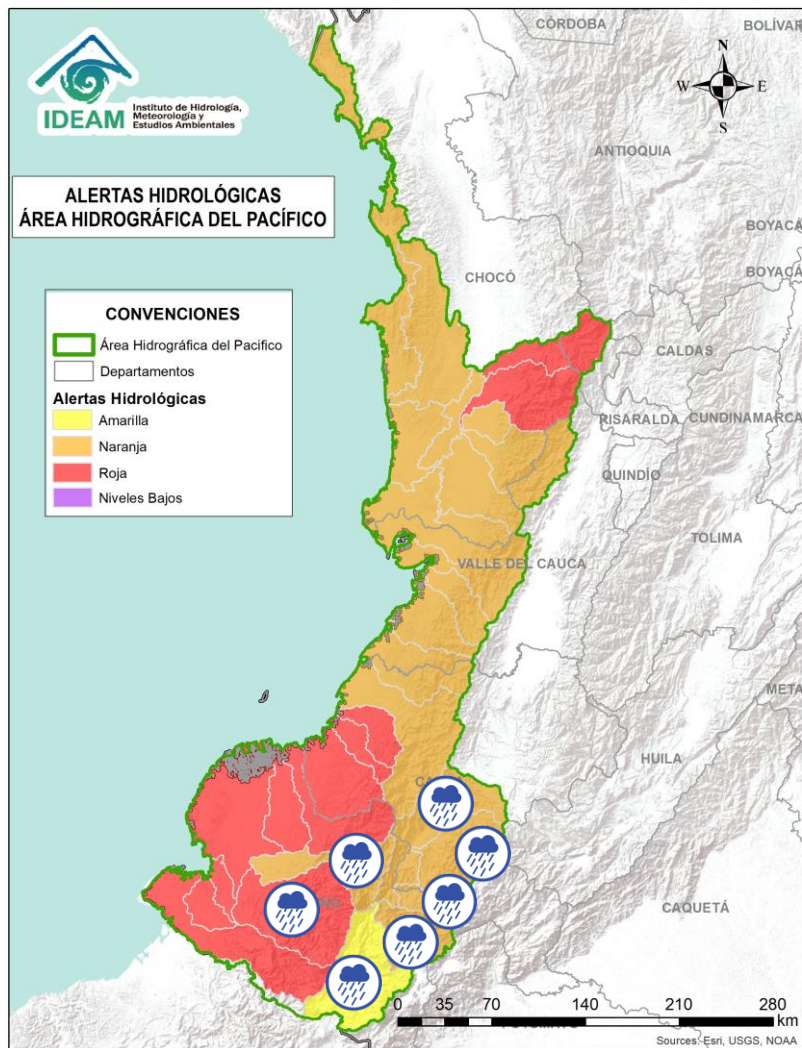 IDEAM
Instituto de Hidrología,
Meteorología y
Estudios Ambientales
ALERTAS HIDROLÓGICAS
ÁREA HIDROGRÁFICA DEL PACÍFICO
CONVENCIONES
Área Hidrográfica del Pacifico
Departamentos
Alertas Hidrológicas
Amarilla
Naranja
Roja
Niveles Bajos
N
W E
S
CÓRDOBA
BOLÍVAR
ANTIOQUIA
BOYACÁ
BOYACÁ
CHOCÓ
CALDAS
RISARALDA
CUNDINAMARCA
QUINDÍO
TOLIMA
VALLE DEL CAUCA
META
HUILA
CAQUETÁ
0 35 70 140 210 280
km
Sources: Esri, USGS, NOAA